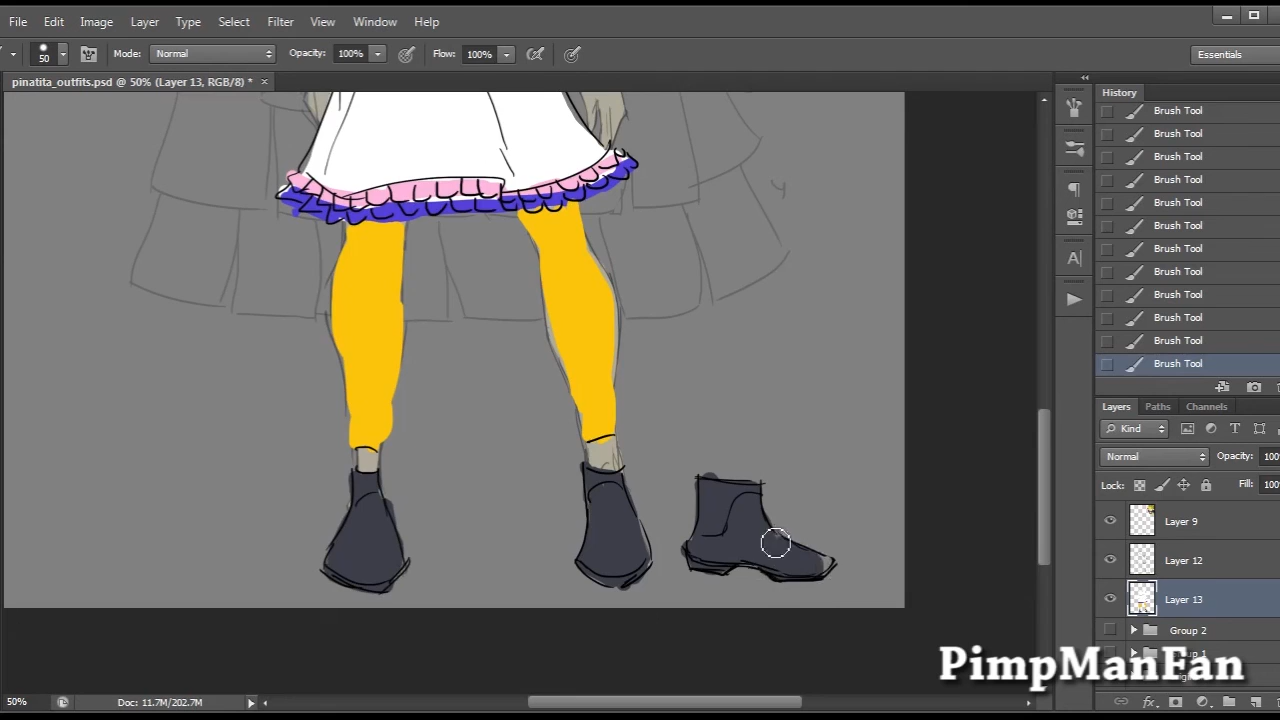 File Edit Image Layer Type Select Filter View Window Help
50 Mode: Normal Opacity: 100% Flow: 100% Essentials
pinatita_outfits.psd @ 50% (Layer 13, RGB/8) * ×
History
Brush Tool
Brush Tool
Brush Tool
Brush Tool
Brush Tool
Brush Tool
Brush Tool
Brush Tool
Brush Tool
Brush Tool
Brush Tool
Brush Tool
Layers Paths Channels
Kind
Normal Opacity: 100
Lock: Fill: 100
Layer 9
Layer 12
Layer 13
Group 2
PimpManFan
50% Doc: 11.7M/202.7M